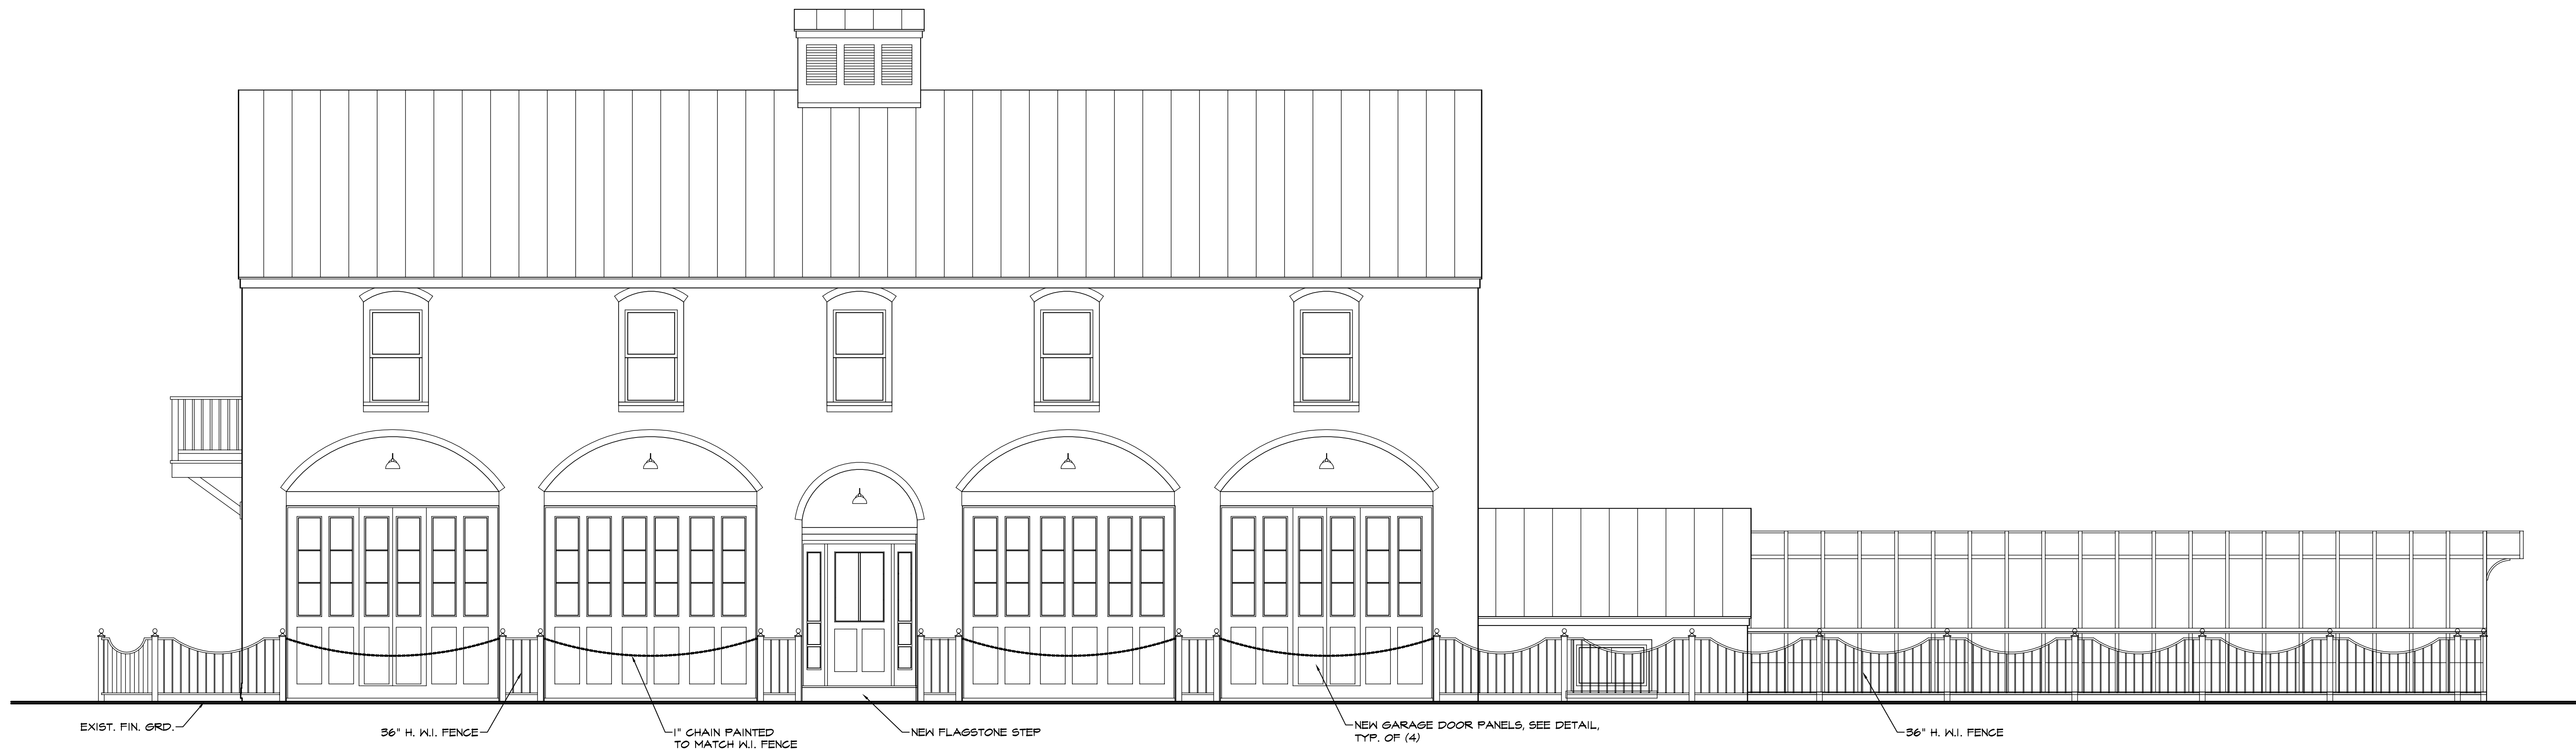 EXIST. FIN. GRD.
36" H. W.I. FENCE
1" CHAIN PAINTED
TO MATCH W.I. FENCE
NEW FLAGSTONE STEP
NEW GARAGE DOOR PANELS, SEE DETAIL,
TYP. OF (4)
36" H. W.I. FENCE